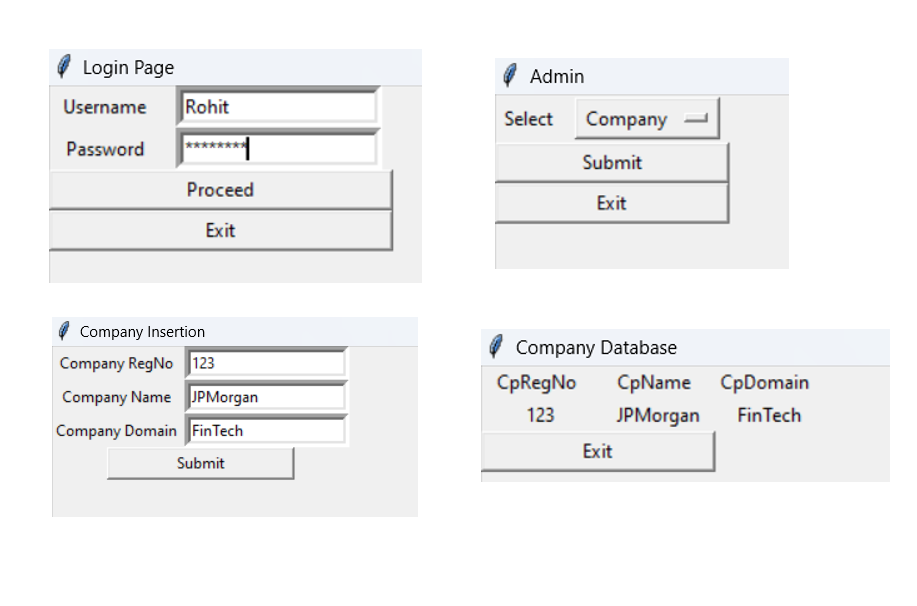 Login Page
Username Rohit
Password ********
Proceed
Exit
Admin
Select Company
Submit
Exit
Company Insertion
Company RegNo 123
Company Name JPMorgan
Company Domain FinTech
Submit
Company Database
CpRegNo CpName CpDomain
123 JPMorgan FinTech
Exit